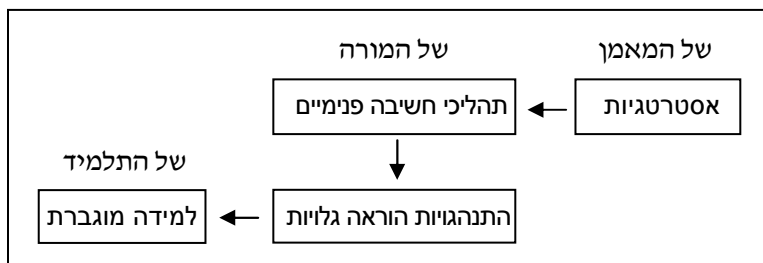 של המאמן
של המורה
אסטרטגיות
תהליכי חשיבה פנימיים
של התלמיד
התנהגויות הוראה גלויות
למידה מוגברת